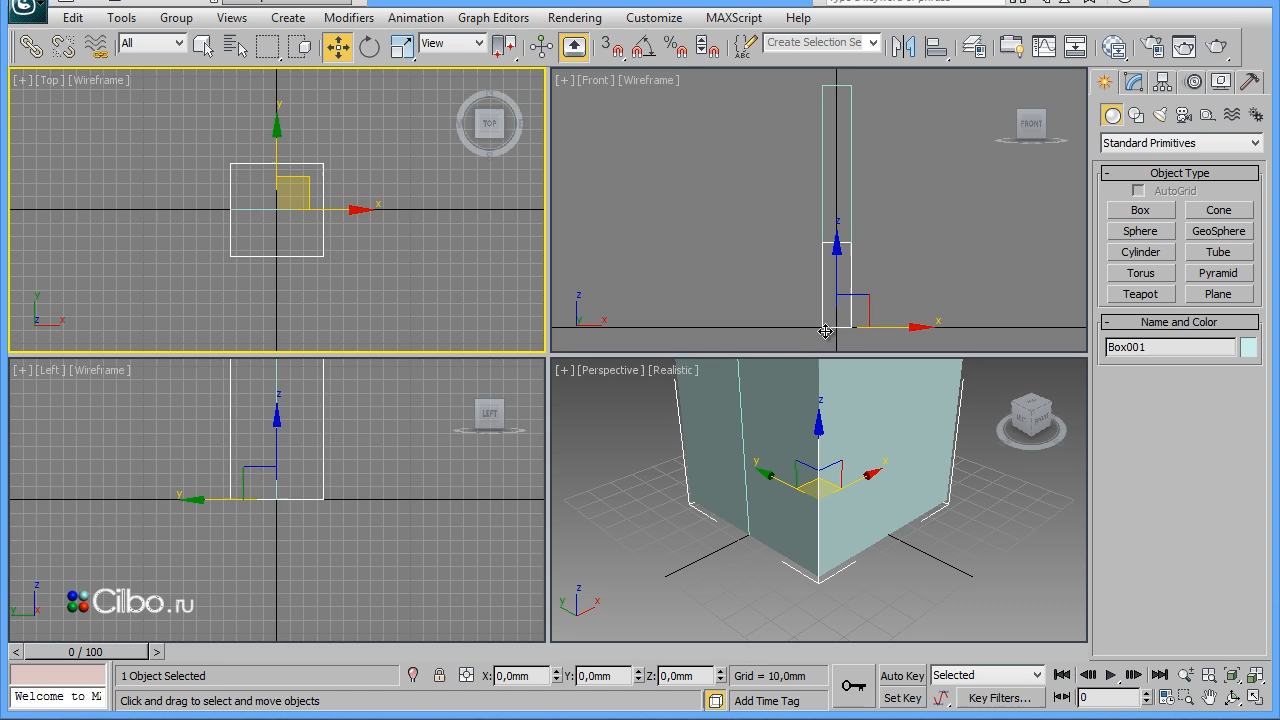 Edit Tools Group Views Create Modifiers Animation Graph Editors Rendering Customize MAXScript Help
All View 3 ABC Create Selection Se
[+][Top][Wireframe] [+][Front][Wireframe]
TOP FRONT
y x z x
y z x z y x
[+][Left][Wireframe] [+][Perspective][Realistic]
LEFT
z y z y x
z y x z y x
Cilbo.ru
Standard Primitives
- Object Type
AutoGrid
Box Cone
Sphere GeoSphere
Cylinder Tube
Torus Pyramid
Teapot Plane
- Name and Color
Box001
< 0 / 100 >
1 Object Selected X: 0,0mm Y: 0,0mm Z: 0,0mm Grid = 10,0mm Auto Key Selected
Welcome to M Click and drag to select and move objects Add Time Tag Set Key Key Filters... 0